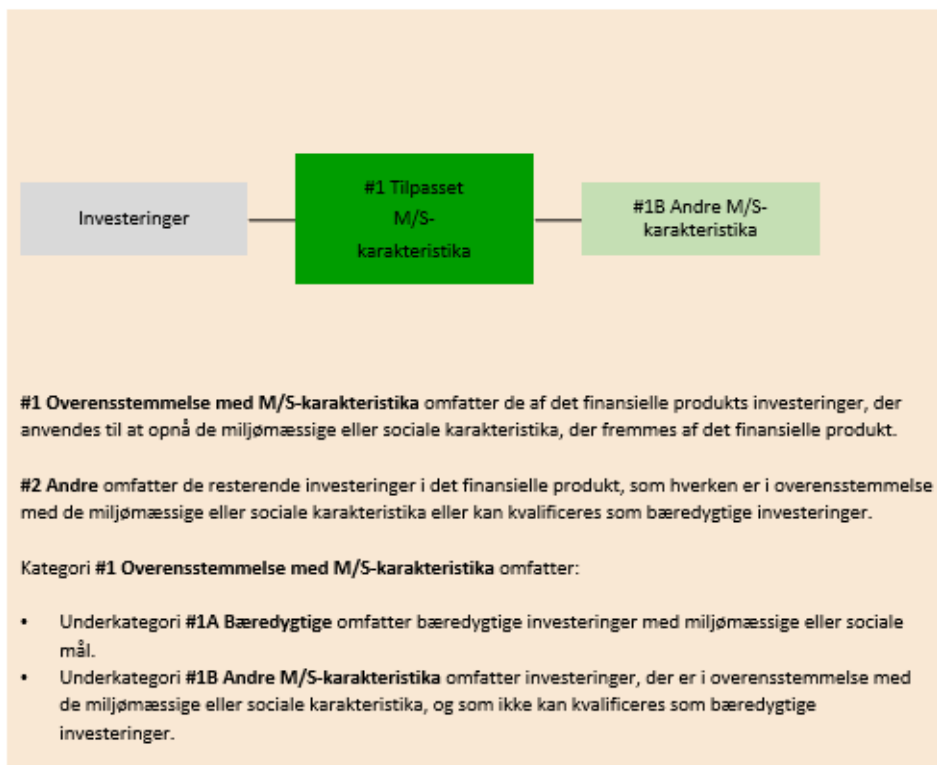 Investeringer
#1 Tilpasset
M/S-
karakteristika
#1B Andre M/S-
karakteristika
#1 Overensstemmelse med M/S-karakteristika omfatter de af det finansielle produkts investeringer, der
anvendes til at opnå de miljømæssige eller sociale karakteristika, der fremmes af det finansielle produkt.
#2 Andre omfatter de resterende investeringer i det finansielle produkt, som hverken er i overensstemmelse
med de miljømæssige eller sociale karakteristika eller kan kvalificeres som bæredygtige investeringer.
Kategori #1 Overensstemmelse med M/S-karakteristika omfatter:
• Underkategori #1A Bæredygtige omfatter bæredygtige investeringer med miljømæssige eller sociale
mål.
• Underkategori #1B Andre M/S-karakteristika omfatter investeringer, der er i overensstemmelse med
de miljømæssige eller sociale karakteristika, og som ikke kan kvalificeres som bæredygtige
investeringer.